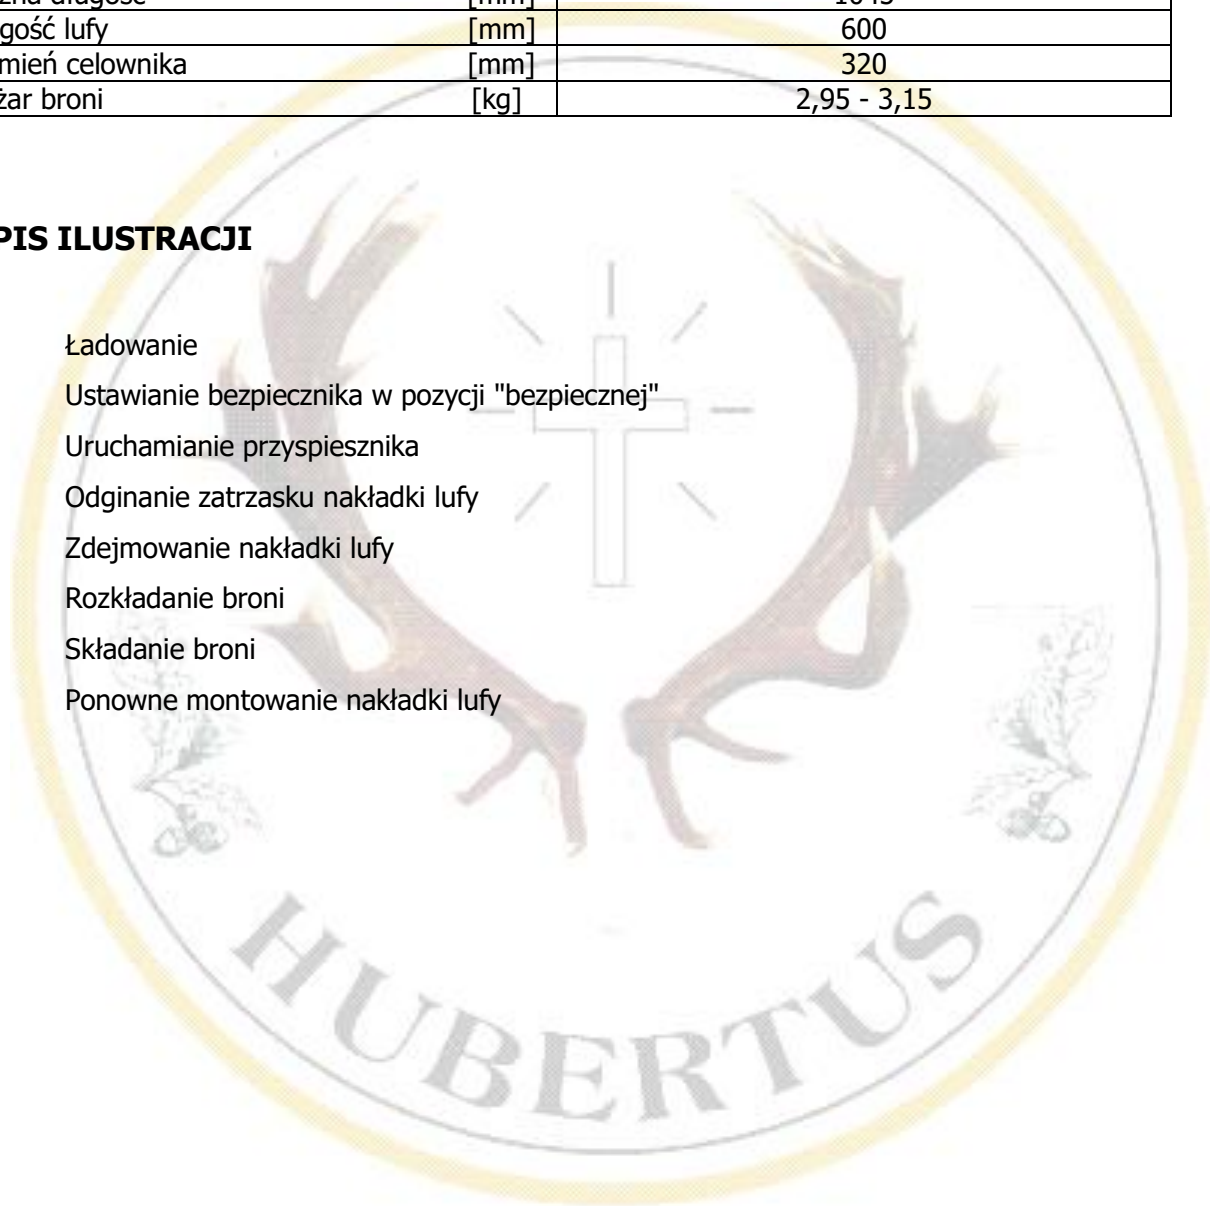 [mm]
gość lufy [mm] 600
mień celownika [mm] 320
żar broni [kg] 2,95 - 3,15
PIS ILUSTRACJI
Ładowanie
Ustawianie bezpiecznika w pozycji "bezpiecznej"
Uruchamianie przyspiesznika
Odginanie zatrzasku nakładki lufy
Zdejmowanie nakładki lufy
Rozkładanie broni
Składanie broni
Ponowne montowanie nakładki lufy
HUBERTUS